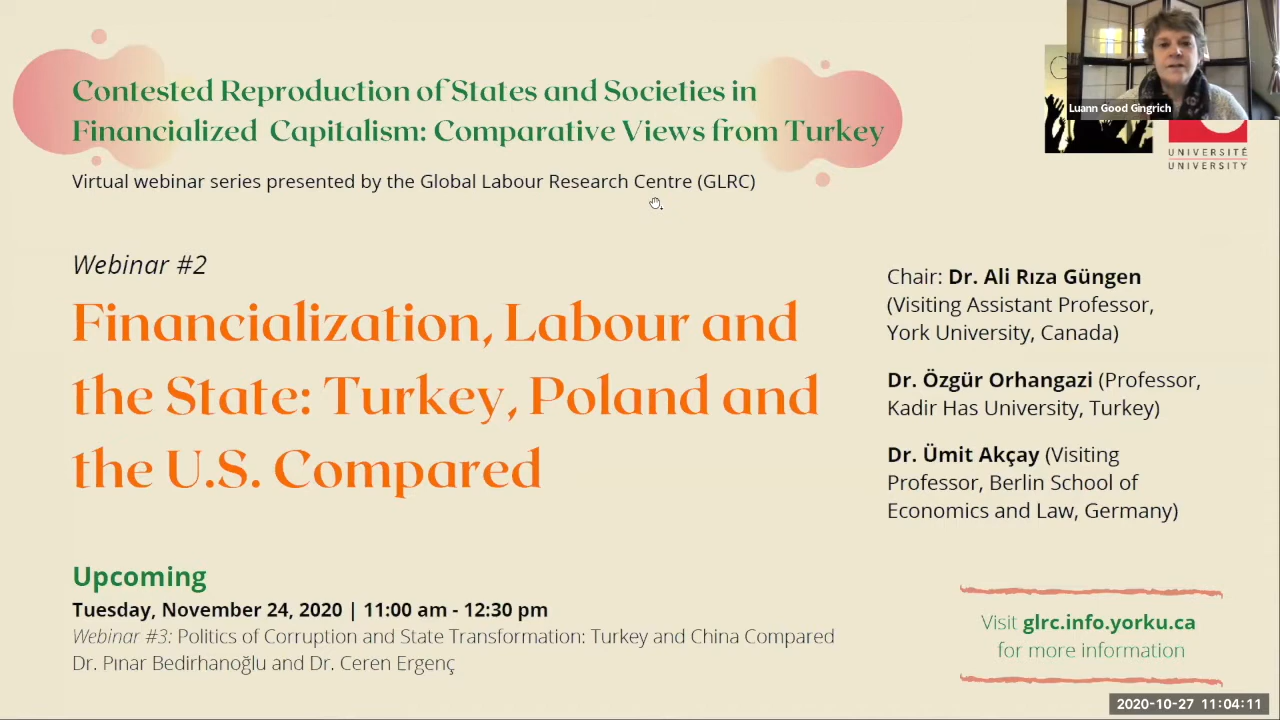 Contested Reproduction of States and Societies in
Financialized Capitalism: Comparative Views from Turkey
Virtual webinar series presented by the Global Labour Research Centre (GLRC)
Luann Good Gingrich
UNIVERSITÉ
UNIVERSITY
Webinar #2
Financialization, Labour and
the State: Turkey, Poland and
the U.S. Compared
Chair: Dr. Ali Rıza Güngen
(Visiting Assistant Professor,
York University, Canada)
Dr. Özgür Orhangazi (Professor,
Kadir Has University, Turkey)
Dr. Ümit Akçay (Visiting
Professor, Berlin School of
Economics and Law, Germany)
Upcoming
Tuesday, November 24, 2020 | 11:00 am - 12:30 pm
Webinar #3: Politics of Corruption and State Transformation: Turkey and China Compared
Dr. Pınar Bedirhanoğlu and Dr. Ceren Ergenç
Visit glrc.info.yorku.ca
for more information
2020-10-27 11:04:11